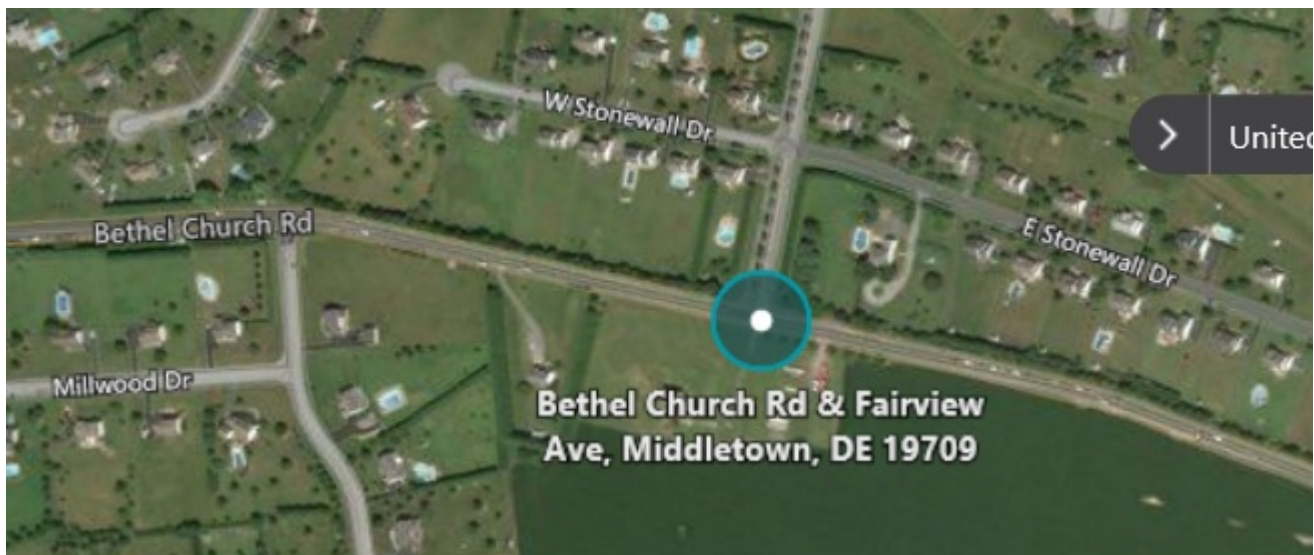 W Stonewall Dr
United
Bethel Church Rd
E Stonewall Dr
Millwood Dr
Bethel Church Rd & Fairview
Ave, Middletown, DE 19709